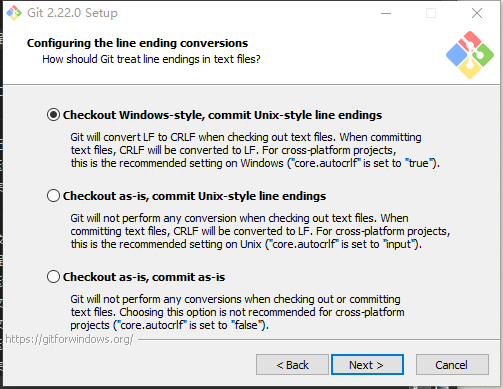 Git 2.22.0 Setup
Configuring the line ending conversions
How should Git treat line endings in text files?
Checkout Windows-style, commit Unix-style line endings
Git will convert LF to CRLF when checking out text files. When committing
text files, CRLF will be converted to LF. For cross-platform projects,
this is the recommended setting on Windows ("core.autocrlf" is set to "true").
Checkout as-is, commit Unix-style line endings
Git will not perform any conversion when checking out text files. When
committing text files, CRLF will be converted to LF. For cross-platform projects,
this is the recommended setting on Unix ("core.autocrlf" is set to "input").
Checkout as-is, commit as-is
Git will not perform any conversions when checking out or committing
text files. Choosing this option is not recommended for cross-platform
projects ("core.autocrlf" is set to "false").
https://gitforwindows.org/
< Back
Next >
Cancel